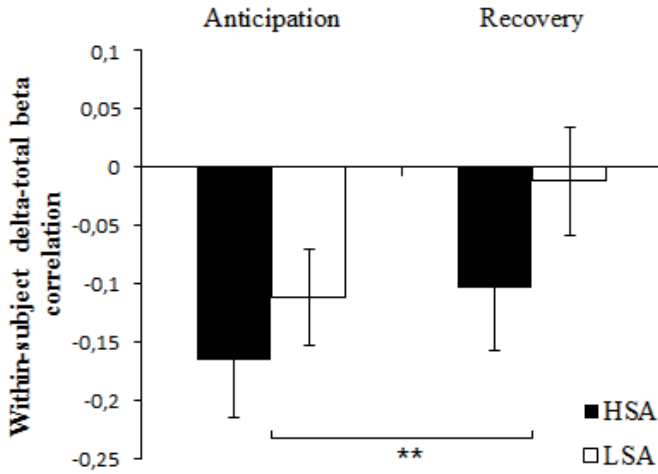 Anticipation Recovery
0,1
0,05
0
-0,05
-0,1
-0,15
-0,2
-0,25
Within-subject delta-total beta
correlation
**
HSA
LSA